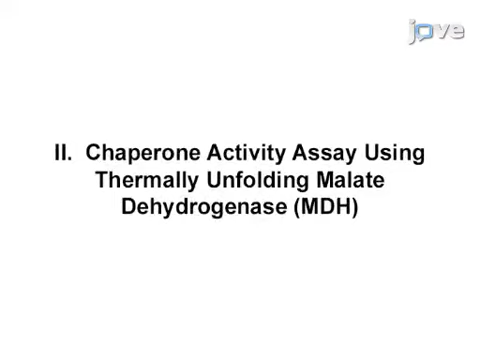 jove
II. Chaperone Activity Assay Using
Thermally Unfolding Malate
Dehydrogenase (MDH)